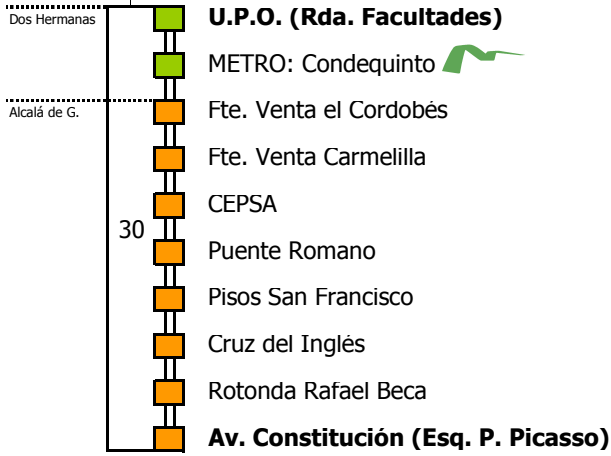 Dos Hermanas
U.P.O. (Rda. Facultades)
METRO: Condequinto
Alcalá de G.
Fte. Venta el Cordobés
Fte. Venta Carmelilla
CEPSA
30
Puente Romano
Pisos San Francisco
Cruz del Inglés
Rotonda Rafael Beca
Av. Constitución (Esq. P. Picasso)